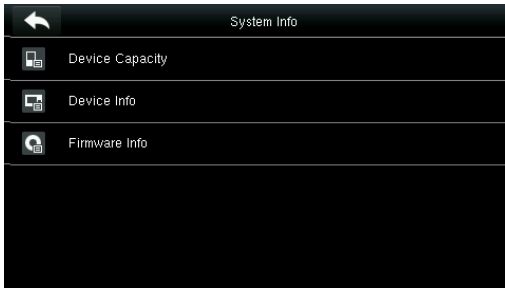 System Info
Device Capacity
Device Info
Firmware Info